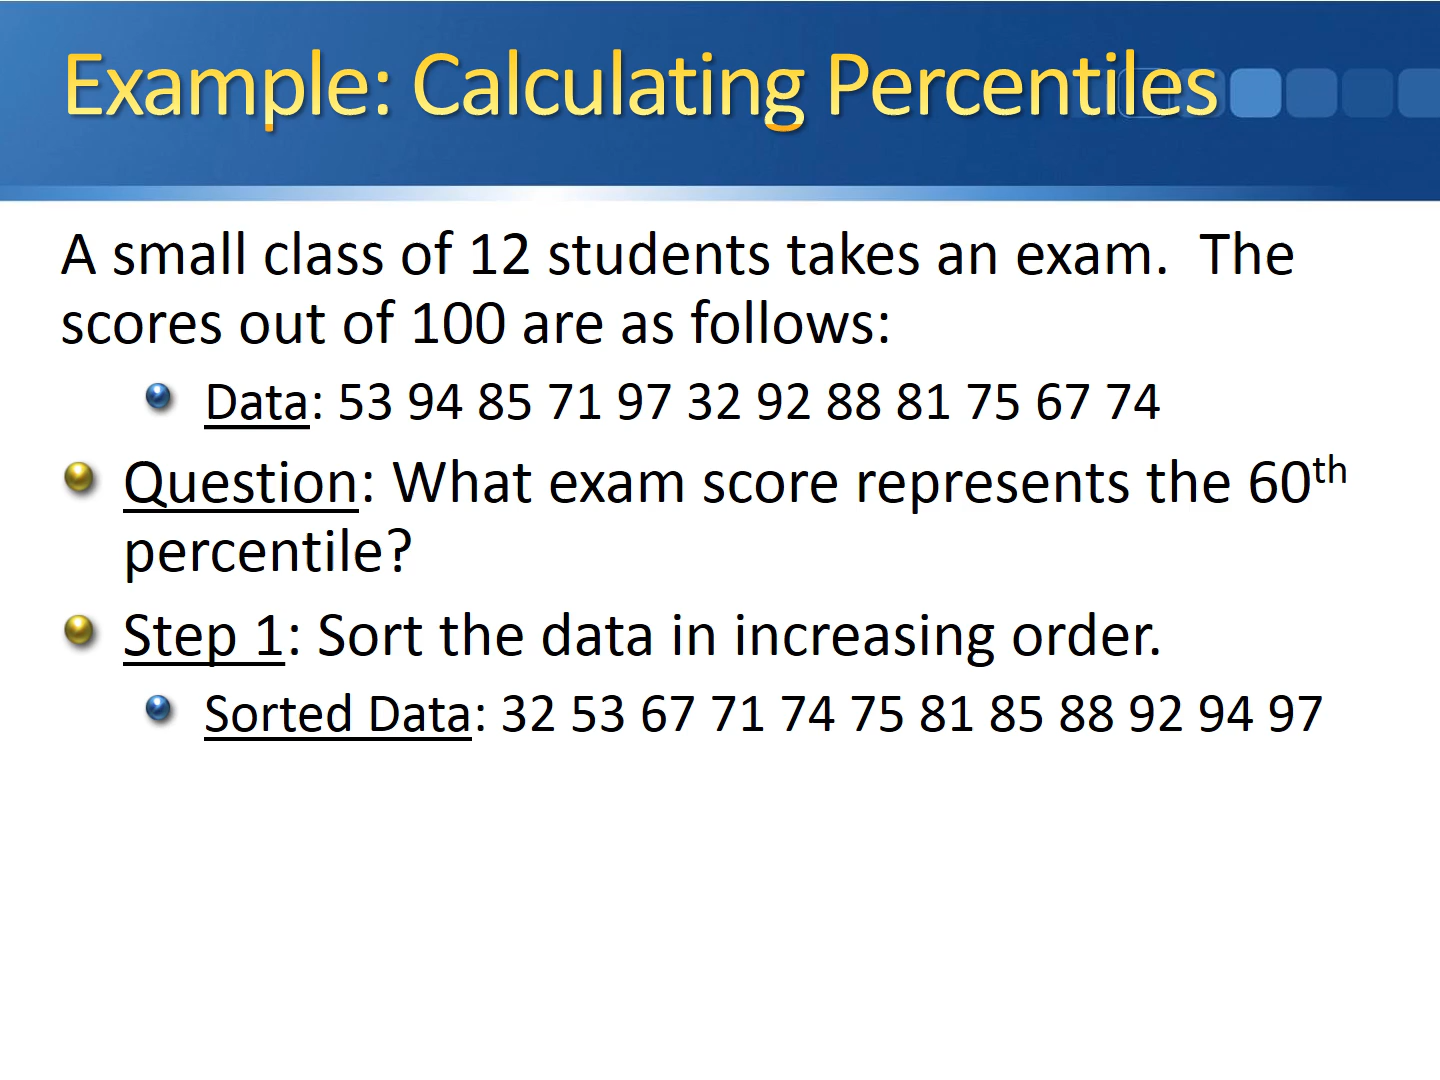 Example: Calculating Percentiles
A small class of 12 students takes an exam.  The
scores out of 100 are as follows:
Data: 53 94 85 71 97 32 92 88 81 75 67 74
Question: What exam score represents the 60th
percentile?
Step 1: Sort the data in increasing order.
Sorted Data: 32 53 67 71 74 75 81 85 88 92 94 97